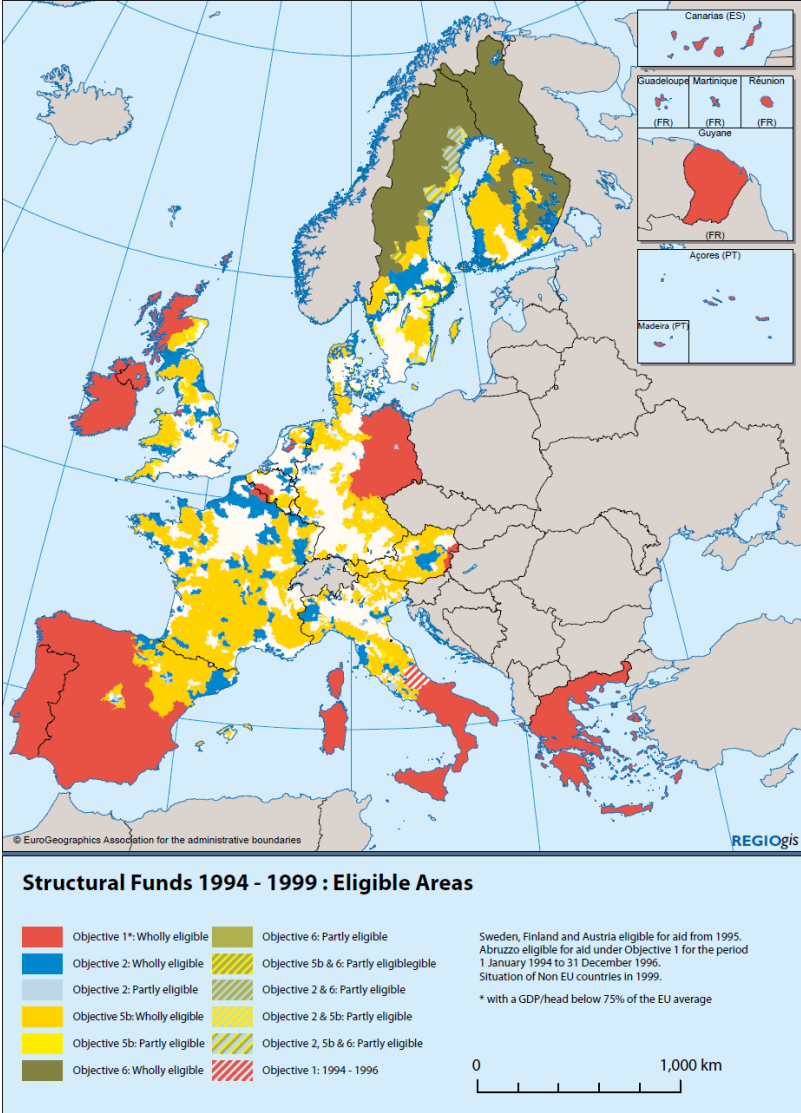 Canarias (ES)
Guadeloupe
Martinique
Réunion
(FR)
(FR)
(FR)
Guyane
(FR)
Açores (PT)
Madeira (PT)
© EuroGeographics Association for the administrative boundaries
REGIOgis
Structural Funds 1994 - 1999 : Eligible Areas
Objective 1*: Wholly eligible
Objective 2: Wholly eligible
Objective 2: Partly eligible
Objective 5b: Wholly eligible
Objective 5b: Partly eligible
Objective 6: Wholly eligible
Objective 6: Partly eligible
Objective 5b & 6: Partly eligiblegible
Objective 2 & 6: Partly eligible
Objective 2 & 5b: Partly eligible
Objective 2, 5b & 6: Partly eligible
Objective 1: 1994 - 1996
Sweden, Finland and Austria eligible for aid from 1995.
Abruzzo eligible for aid under Objective 1 for the period
1 January 1994 to 31 December 1996.
Situation of Non EU countries in 1999.
* with a GDP/head below 75% of the EU average
0
1,000 km